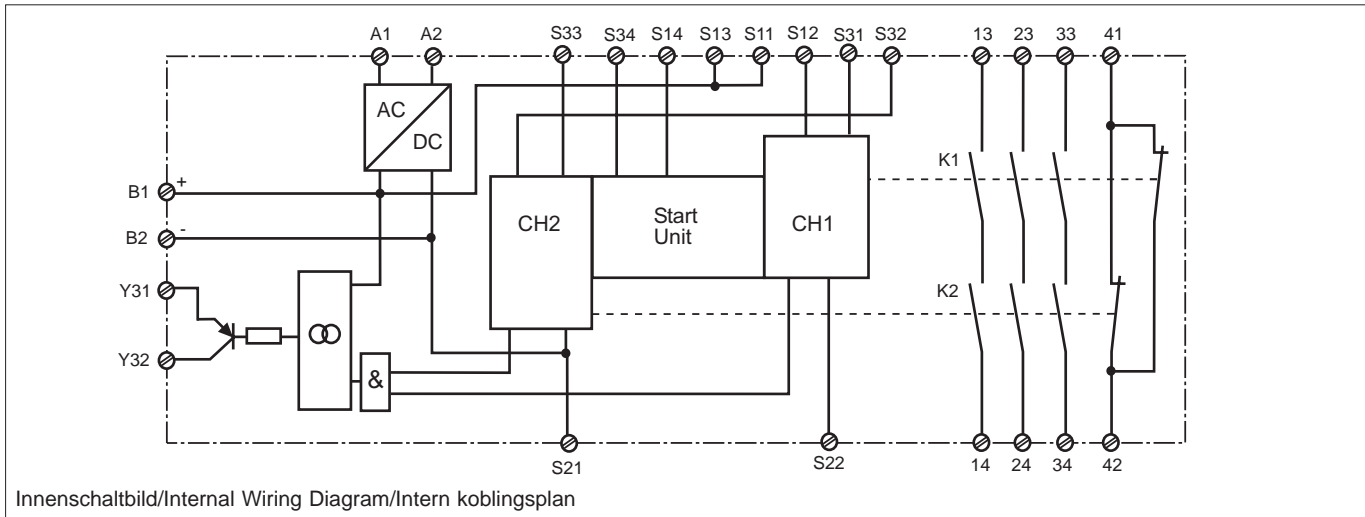 A1 A2 S33 S34 S14 S13 S11 S12 S31 S32 13 23 33 41
AC
DC
B1 +
B2 -
K1
CH2
Start
Unit
CH1
Y31
K2
Y32
&
S21 S22 14 24 34 42
Innenschaltbild/Internal Wiring Diagram/Intern koblingsplan